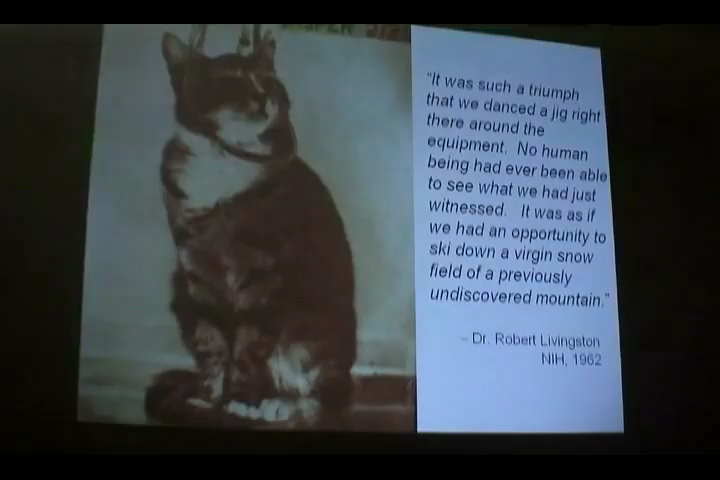 "It was such a triumph
that we danced a jig right
there around the
equipment. No human
being had ever been able
to see what we had just
witnessed. It was as if
we had an opportunity to
ski down a virgin snow
field of a previously
undiscovered mountain."
– Dr. Robert Livingston
NIH, 1962